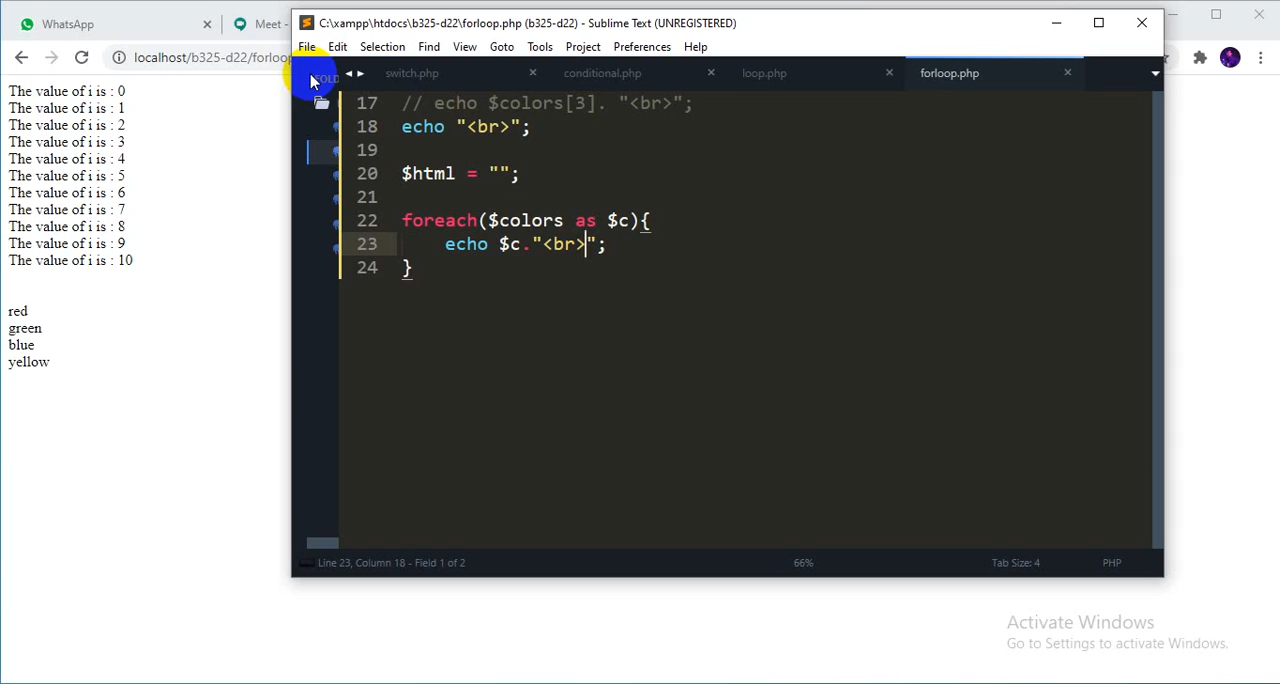 WhatsApp
Meet -
localhost/b325-d22/forloop
The value of i is : 0
The value of i is : 1
The value of i is : 2
The value of i is : 3
The value of i is : 4
The value of i is : 5
The value of i is : 6
The value of i is : 7
The value of i is : 8
The value of i is : 9
The value of i is : 10
red
green
blue
yellow
C:\xampp\htdocs\b325-d22\forloop.php (b325-d22) - Sublime Text (UNREGISTERED)
File Edit Selection Find View Goto Tools Project Preferences Help
FOLD
switch.php conditional.php loop.php forloop.php
17 // echo $colors[3]. "<br>";
18 echo "<br>";
19
20 $html = "";
21
22 foreach($colors as $c){
23 echo $c."<br>";
24 }
Line 23, Column 18 - Field 1 of 2 66% Tab Size: 4 PHP
Activate Windows
Go to Settings to activate Windows.